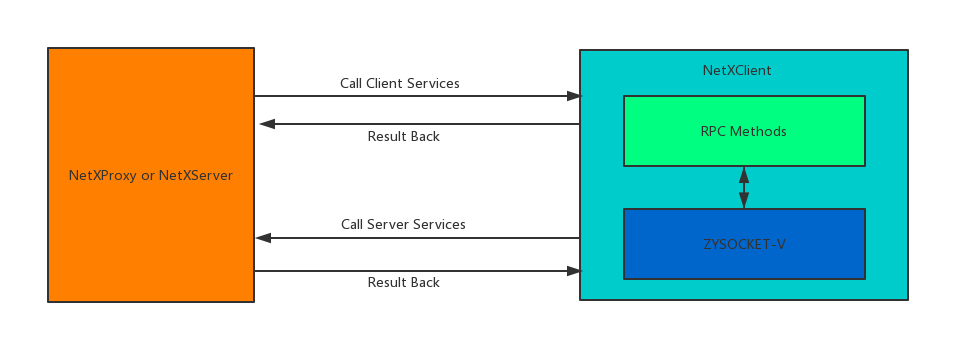 NetXProxy or NetXServer
Call Client Services
Result Back
Call Server Services
Result Back
NetXClient
RPC Methods
ZYSOCKET-V